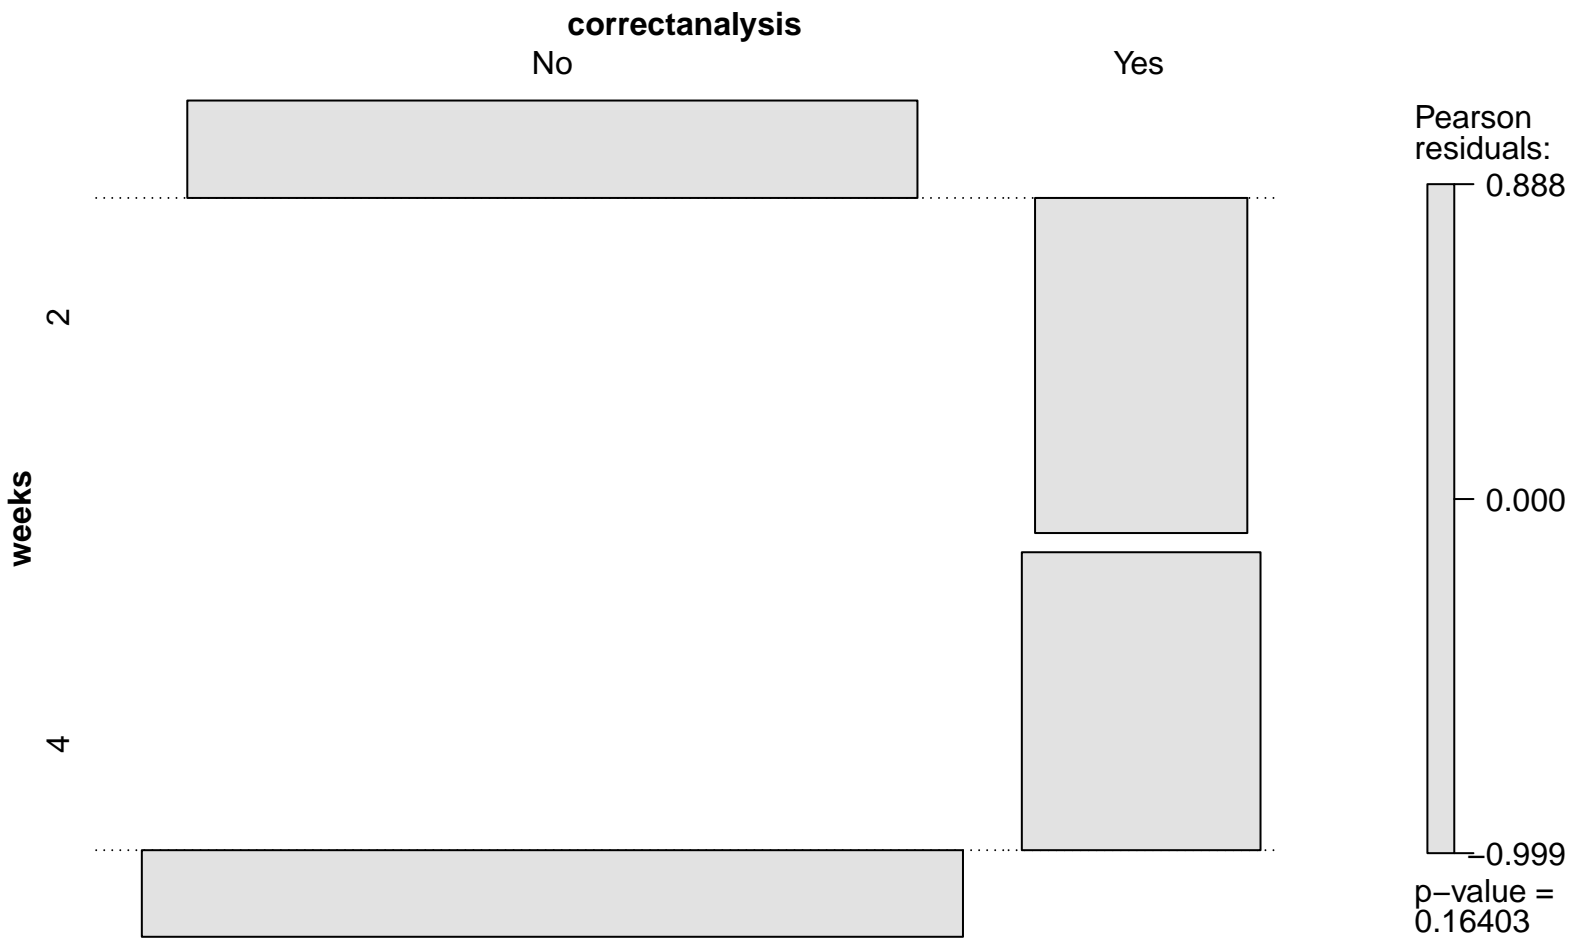 correctanalysis
No
Yes
weeks
2
4
Pearson
residuals:
0.888
0.000
−0.999
p−value =
0.16403